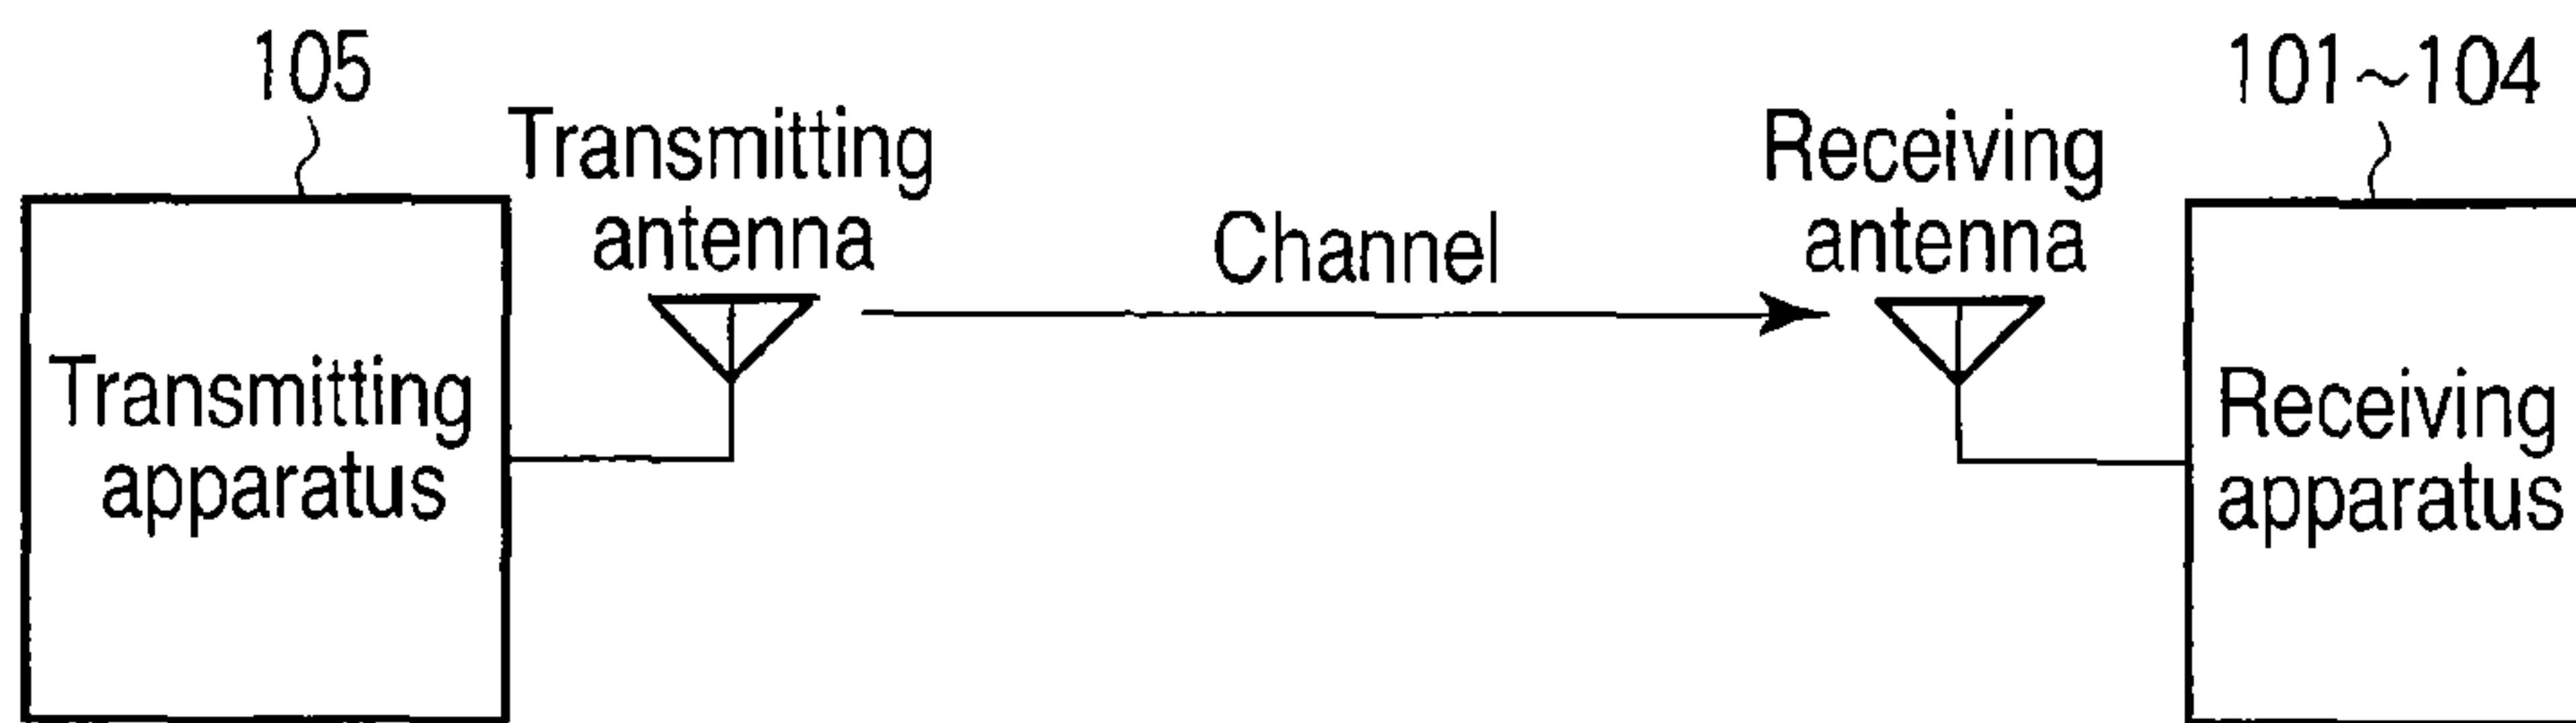 105
Transmitting
antenna
Channel
Receiving
antenna
101~104
Transmitting
apparatus
Receiving
apparatus